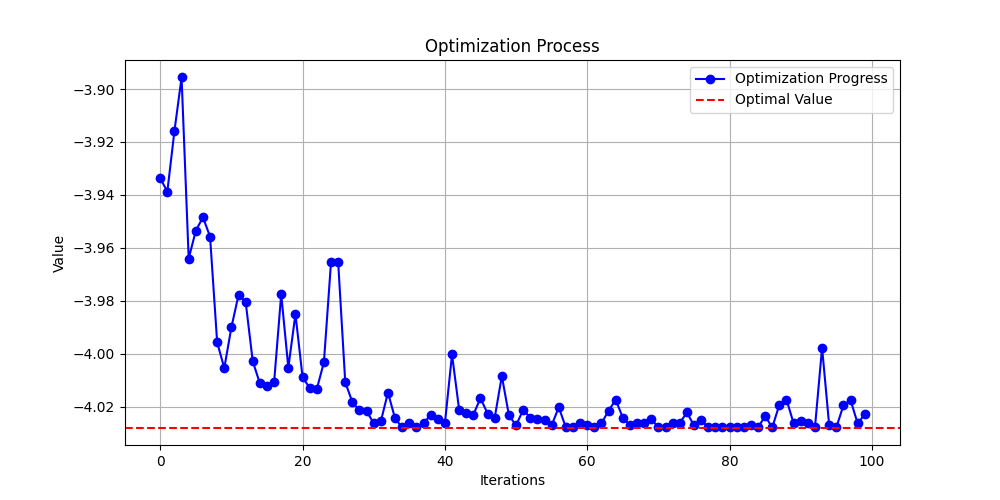 Optimization Process
Optimization Progress
Optimal Value
−3.90
−3.92
−3.94
−3.96
−3.98
−4.00
−4.02
Value
0 20 40 60 80 100
Iterations